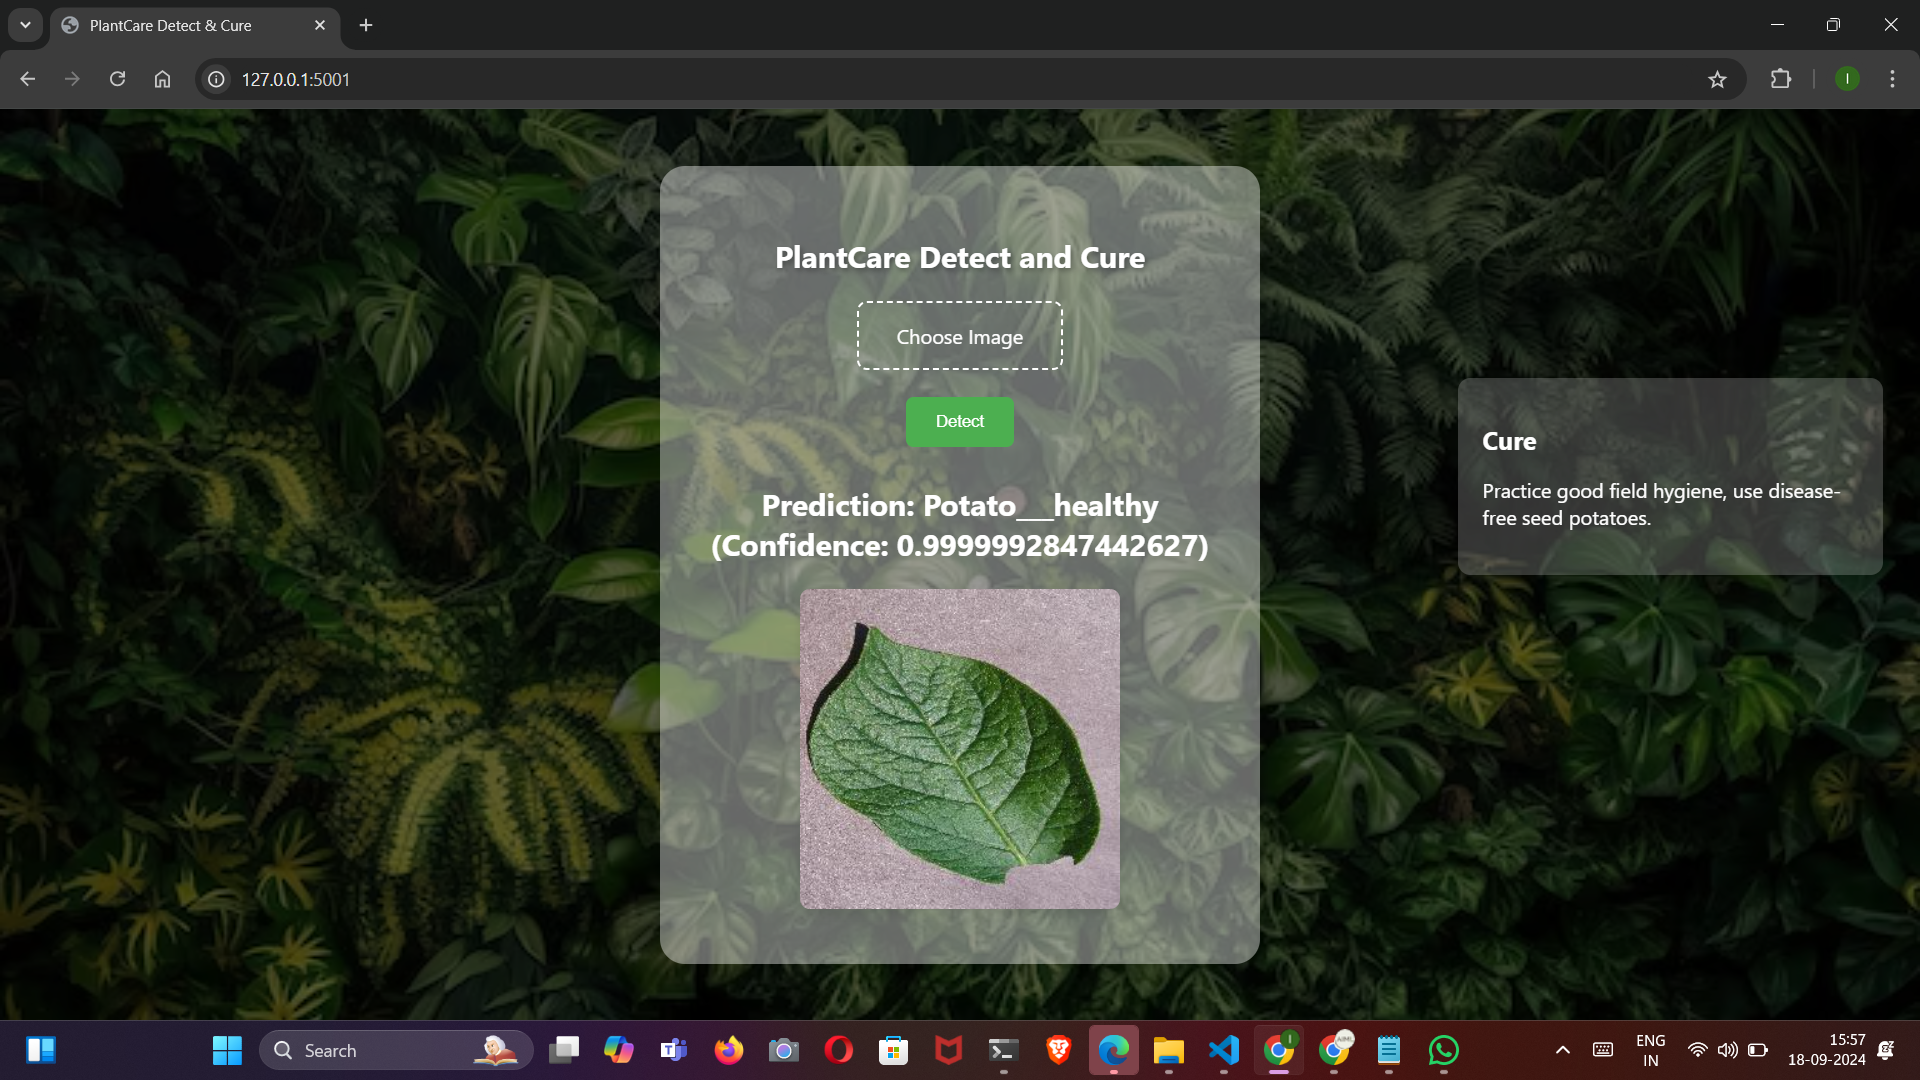 PlantCare Detect & Cure
127.0.0.1:5001
PlantCare Detect and Cure
Choose Image
Detect
Prediction: Potato___healthy
(Confidence: 0.9999992847442627)
Cure
Practice good field hygiene, use disease-
free seed potatoes.
Search
ENG
IN
15:57
18-09-2024